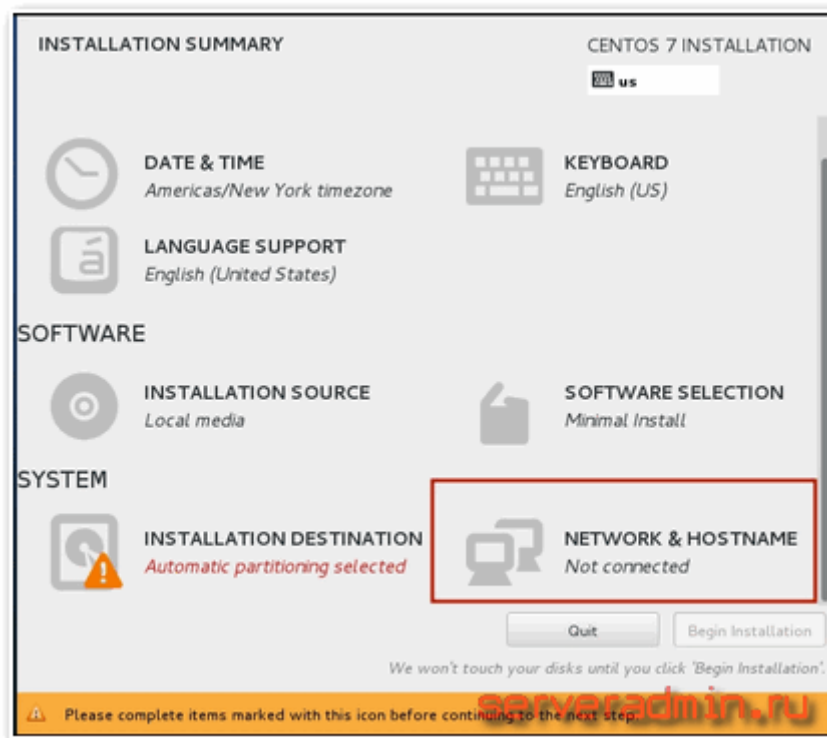 INSTALLATION SUMMARY
CENTOS 7 INSTALLATION
us
DATE & TIME
Americas/New York timezone
KEYBOARD
English (US)
LANGUAGE SUPPORT
English (United States)
SOFTWARE
INSTALLATION SOURCE
Local media
SOFTWARE SELECTION
Minimal Install
SYSTEM
INSTALLATION DESTINATION
Automatic partitioning selected
NETWORK & HOSTNAME
Not connected
Quit
Begin Installation
We won't touch your disks until you click 'Begin Installation'.
Please complete items marked with this icon before continuing to the next step.
serveradmin.ru